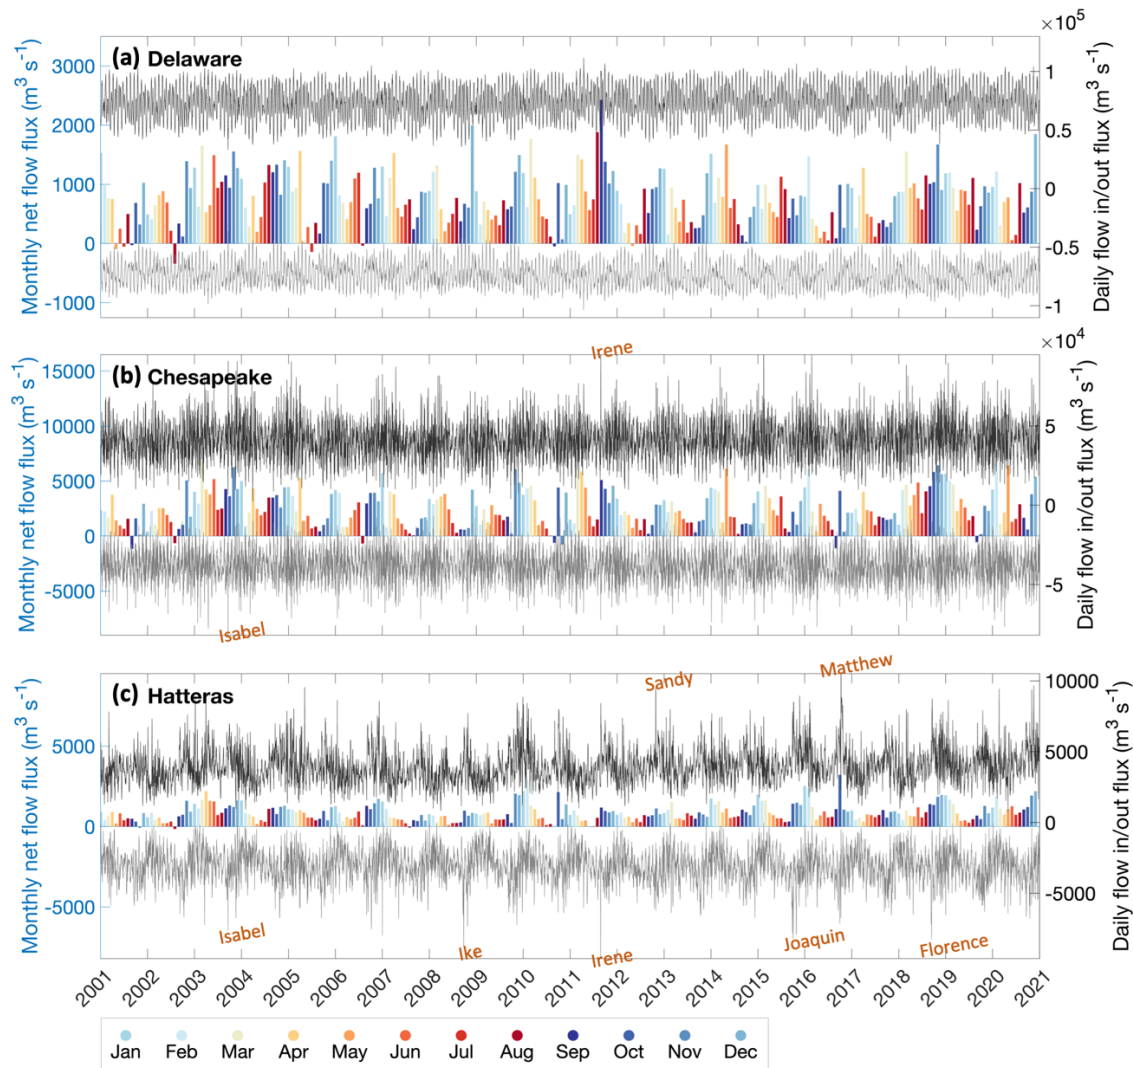 (a) Delaware
×10⁵
Monthly net flow flux (m³ s⁻¹)
3000
2000
1000
0
-1000
1
0.5
0
-0.5
-1
Daily flow in/out flux (m³ s⁻¹)
Irene
(b) Chesapeake
×10⁴
Monthly net flow flux (m³ s⁻¹)
15000
10000
5000
0
-5000
5
0
-5
Daily flow in/out flux (m³ s⁻¹)
Isabel
Sandy
Matthew
(c) Hatteras
Monthly net flow flux (m³ s⁻¹)
5000
0
-5000
10000
5000
0
-5000
Daily flow in/out flux (m³ s⁻¹)
Isabel
Ike
Irene
Joaquin
Florence
2001 2002 2003 2004 2005 2006 2007 2008 2009 2010 2011 2012 2013 2014 2015 2016 2017 2018 2019 2020 2021
Jan Feb Mar Apr May Jun Jul Aug Sep Oct Nov Dec